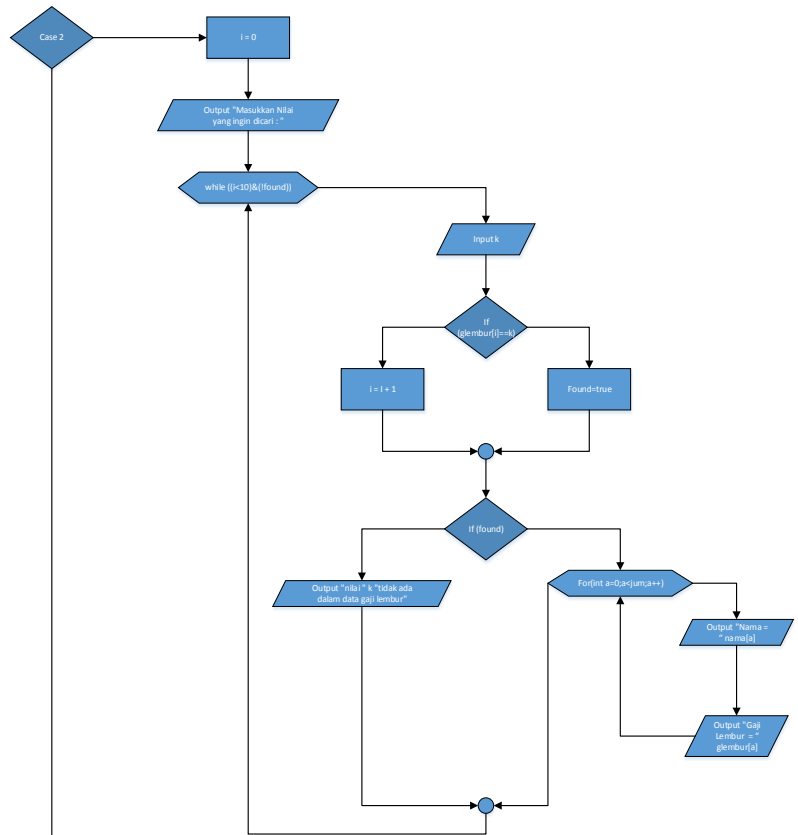 Case 2
i = 0
Output "Masukkan Nilai
yang ingin dicari : "
while ((i<10)&(!found))
Input k
If
(glembur[i]==k)
i = I + 1
Found=true
If (found)
Output "nilai " k "tidak ada
dalam data gaji lembur"
For(int a=0;a<jum;a++)
Output "Nama =
" nama[a]
Output "Gaji
Lembur = "
glembur[a]